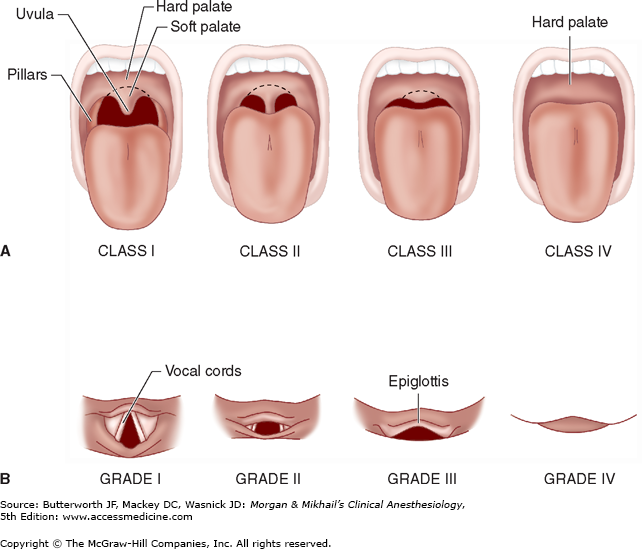 A
Uvula
Hard palate
Soft palate
Pillars
Hard palate
CLASS I
CLASS II
CLASS III
CLASS IV
B
Vocal cords
Epiglottis
GRADE I
GRADE II
GRADE III
GRADE IV
Source: Butterworth JF, Mackey DC, Wasnick JD: Morgan & Mikhail's Clinical Anesthesiology,
5th Edition: www.accessmedicine.com
Copyright © The McGraw-Hill Companies, Inc. All rights reserved.